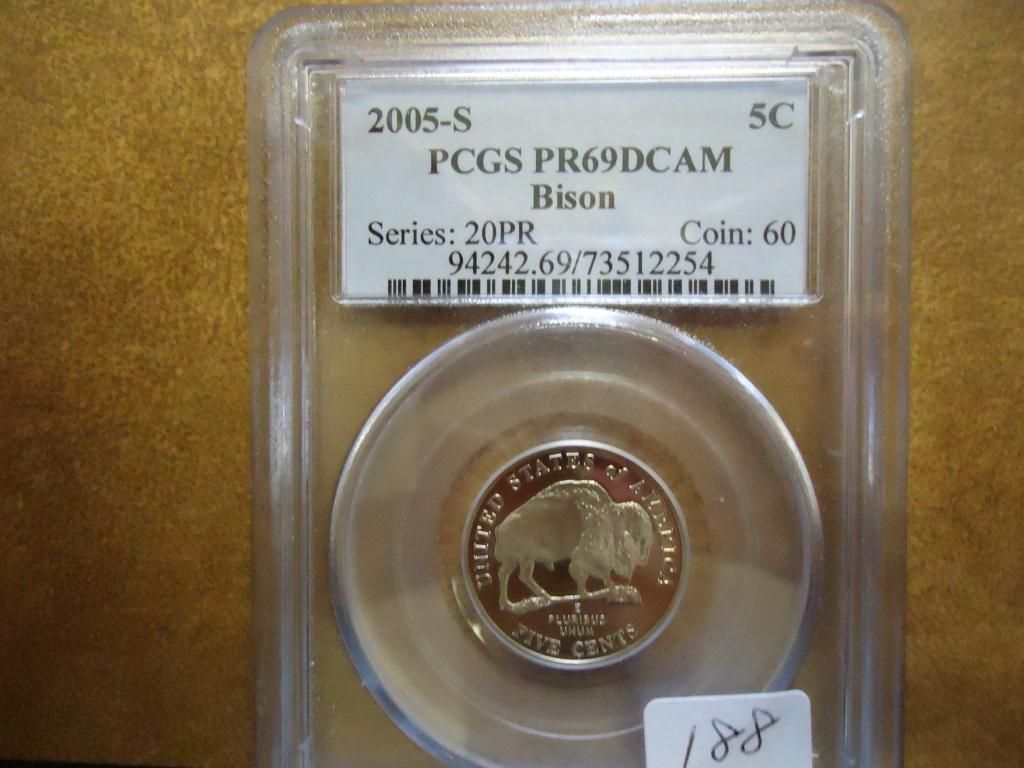 2005-S 5C
PCGS PR69DCAM
Bison
Series: 20PR Coin: 60
94242.69/73512254
UNITED STATES of AMERICA
E
PLURIBUS
UNUM
FIVE CENTS
188